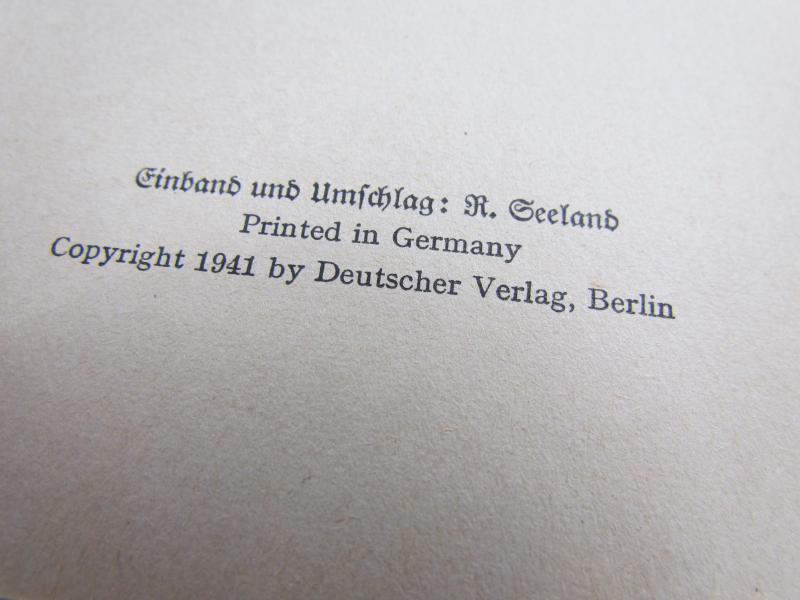 Einband und Umſchlag: R. Seeland
Printed in Germany
Copyright 1941 by Deutscher Verlag, Berlin